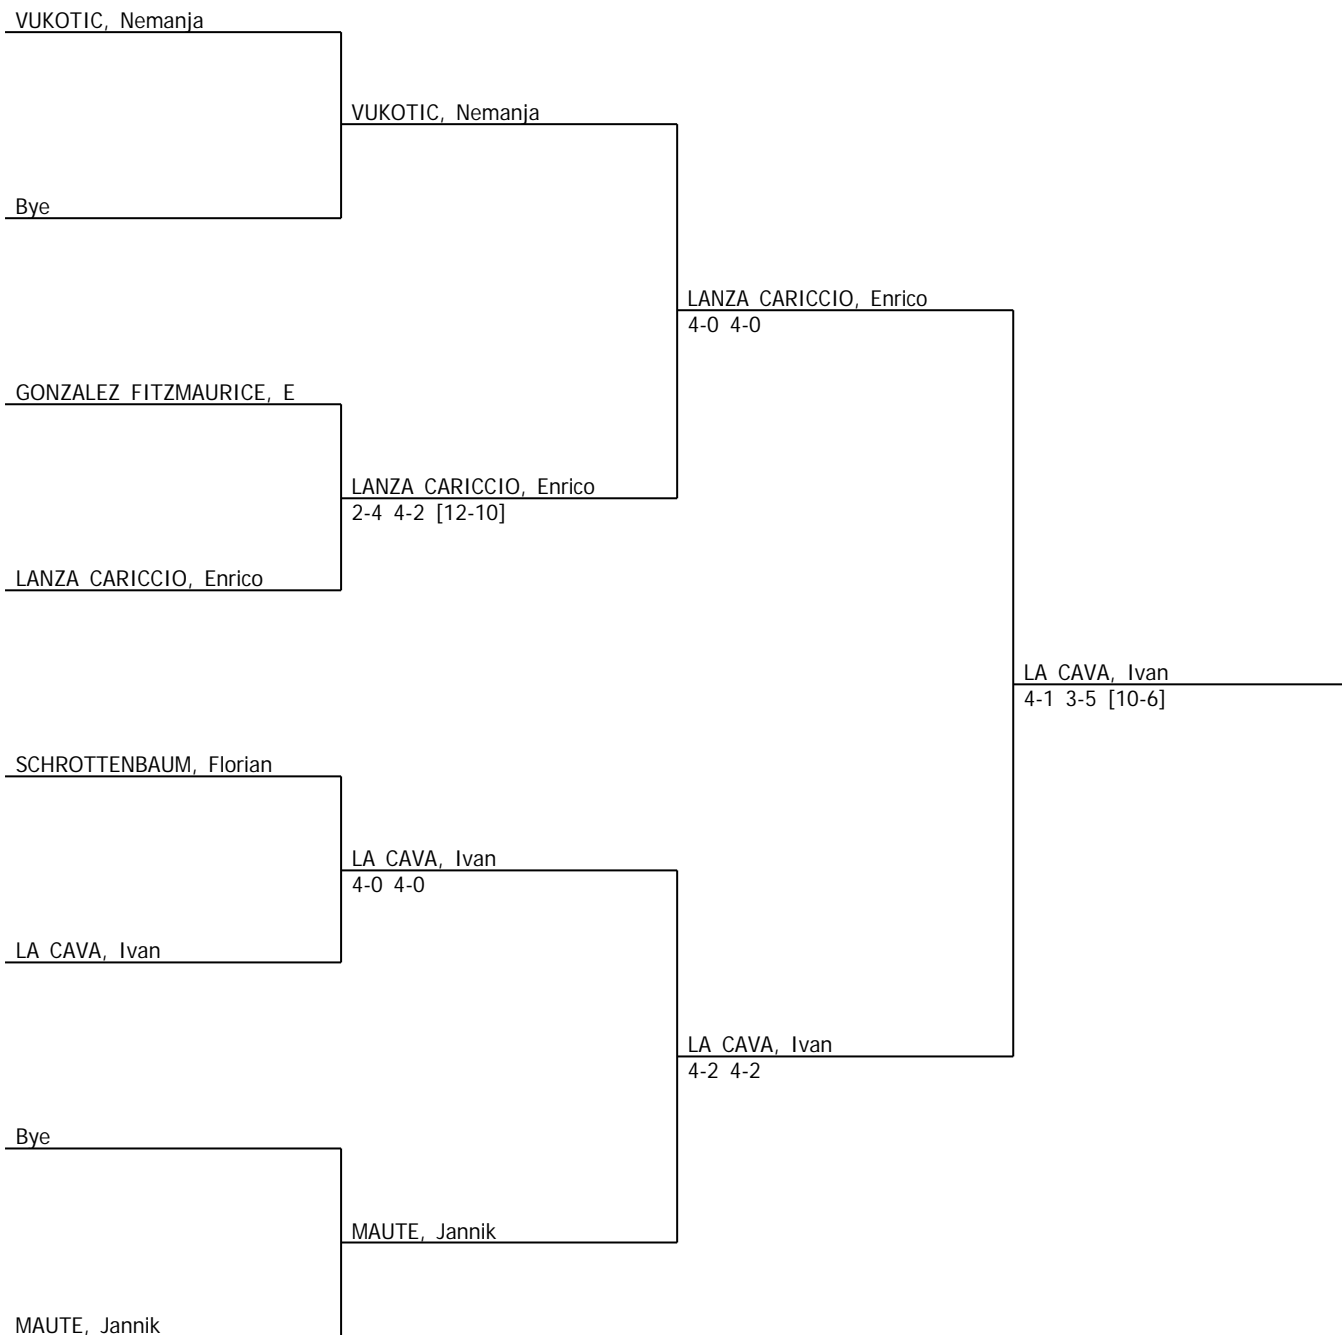 VUKOTIC, Nemanja
VUKOTIC, Nemanja
Bye
LANZA CARICCIO, Enrico
4-0 4-0
GONZALEZ FITZMAURICE, E
LANZA CARICCIO, Enrico
2-4 4-2 [12-10]
LANZA CARICCIO, Enrico
LA CAVA, Ivan
4-1 3-5 [10-6]
SCHROTTENBAUM, Florian
LA CAVA, Ivan
4-0 4-0
LA CAVA, Ivan
LA CAVA, Ivan
4-2 4-2
Bye
MAUTE, Jannik
MAUTE, Jannik